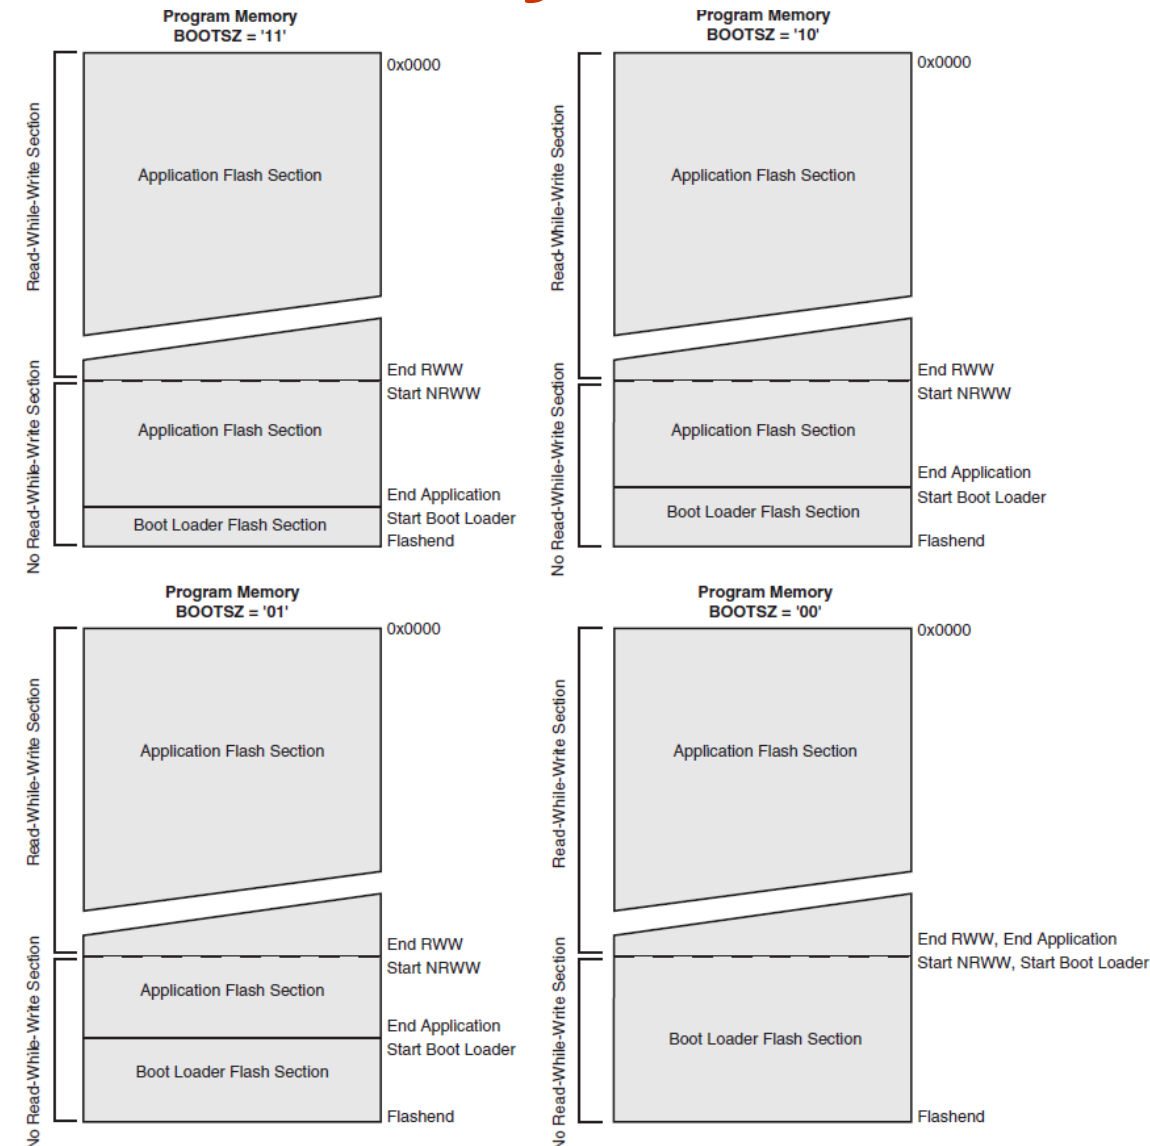 Program Memory
BOOTSZ = '11'
0x0000
Read-While-Write Section
Application Flash Section
End RWW
Start NRWW
No Read-While-Write Section
Application Flash Section
End Application
Start Boot Loader
Boot Loader Flash Section
Flashend
Program Memory
BOOTSZ = '10'
0x0000
Read-While-Write Section
Application Flash Section
End RWW
Start NRWW
No Read-While-Write Section
Application Flash Section
End Application
Start Boot Loader
Boot Loader Flash Section
Flashend
Program Memory
BOOTSZ = '01'
0x0000
Read-While-Write Section
Application Flash Section
End RWW
Start NRWW
No Read-While-Write Section
Application Flash Section
End Application
Start Boot Loader
Boot Loader Flash Section
Flashend
Program Memory
BOOTSZ = '00'
0x0000
Read-While-Write Section
Application Flash Section
End RWW, End Application
Start NRWW, Start Boot Loader
No Read-While-Write Section
Boot Loader Flash Section
Flashend